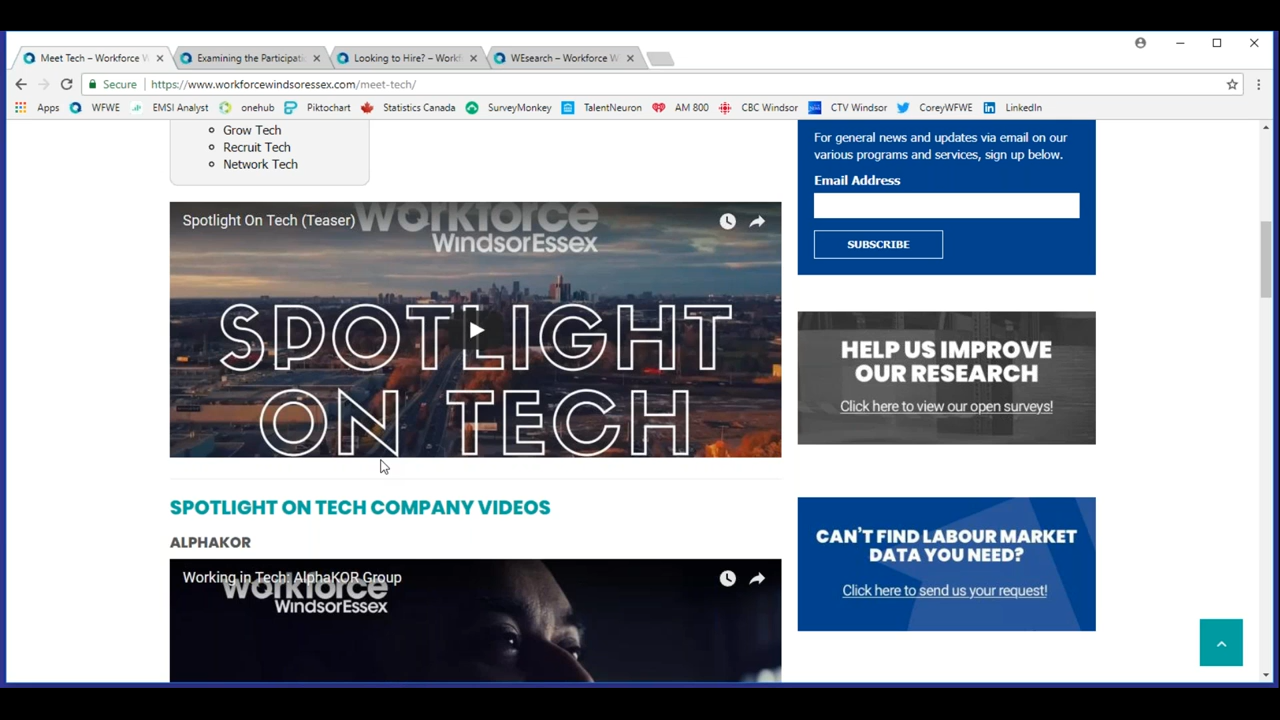 Meet Tech – Workforce W
Examining the Participati
Looking to Hire? – Workf
WEsearch – Workforce W
Secure
https://www.workforcewindsoressex.com/meet-tech/
Apps
WFWE
EMSI Analyst
onehub
Piktochart
Statistics Canada
SurveyMonkey
TalentNeuron
AM 800
CBC Windsor
CTV Windsor
CoreyWFWE
LinkedIn
Grow Tech
Recruit Tech
Network Tech
Spotlight On Tech (Teaser)
workforce
WindsorEssex
SPOTLIGHT
ON TECH
SPOTLIGHT ON TECH COMPANY VIDEOS
ALPHAKOR
Working in Tech: AlphaKOR Group
workforce
WindsorEssex
For general news and updates via email on our
various programs and services, sign up below.
Email Address
SUBSCRIBE
HELP US IMPROVE
OUR RESEARCH
Click here to view our open surveys!
CAN'T FIND LABOUR MARKET
DATA YOU NEED?
Click here to send us your request!